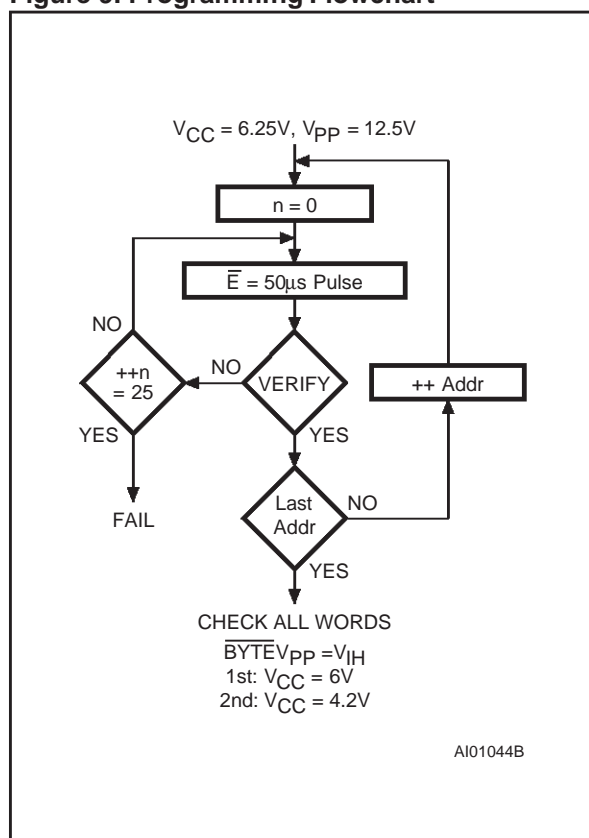 Figure 9. Programming Flowchart
VCC = 6.25V, VPP = 12.5V
n = 0
E = 50µs Pulse
NO
++n
= 25
NO
VERIFY
++ Addr
YES
YES
FAIL
Last
Addr
NO
YES
CHECK ALL WORDS
BYTEVPP =VIH
1st: VCC = 6V
2nd: VCC = 4.2V
AI01044B